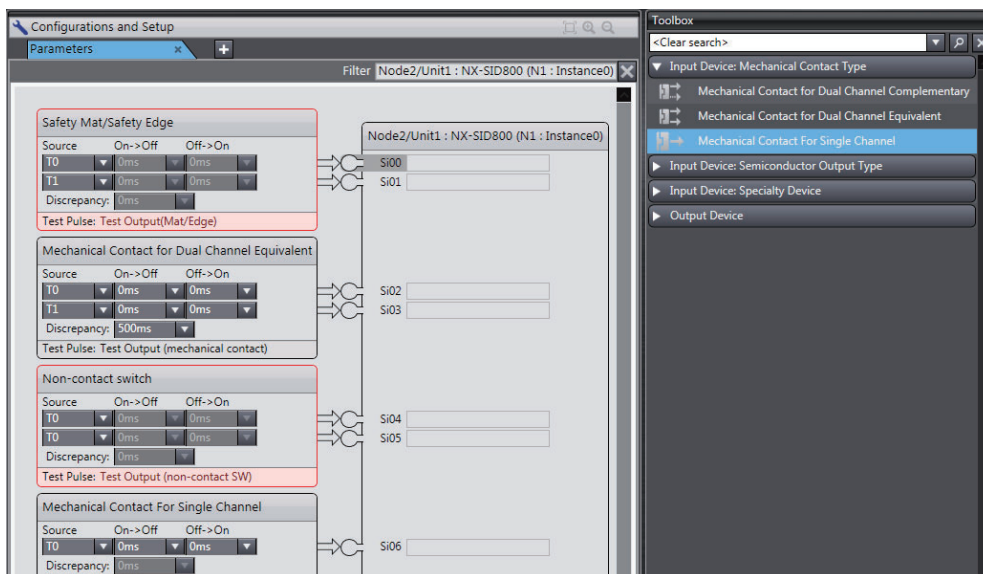 Configurations and Setup
Parameters x +
Filter Node2/Unit1 : NX-SID800 (N1 : Instance0)
Safety Mat/Safety Edge
Source On->Off Off->On
T0 0ms 0ms
T1 0ms 0ms
Discrepancy: 0ms
Test Pulse: Test Output(Mat/Edge)
Mechanical Contact for Dual Channel Equivalent
Source On->Off Off->On
T0 0ms 0ms
T1 0ms 0ms
Discrepancy: 500ms
Test Pulse: Test Output (mechanical contact)
Non-contact switch
Source On->Off Off->On
T0 0ms 0ms
T0 0ms 0ms
Discrepancy: 0ms
Test Pulse: Test Output (non-contact SW)
Mechanical Contact For Single Channel
Source On->Off Off->On
T0 0ms 0ms
Discrepancy: 0ms
Node2/Unit1 : NX-SID800 (N1 : Instance0)
Si00
Si01
Si02
Si03
Si04
Si05
Si06
Toolbox
<Clear search>
Input Device: Mechanical Contact Type
Mechanical Contact for Dual Channel Complementary
Mechanical Contact for Dual Channel Equivalent
Mechanical Contact For Single Channel
Input Device: Semiconductor Output Type
Input Device: Specialty Device
Output Device